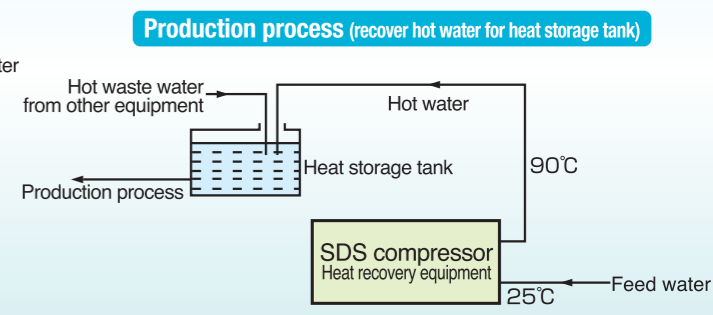 Production process (recover hot water for heat storage tank)
Hot waste water
from other equipment
Hot water
Heat storage tank
90℃
Production process
SDS compressor
Heat recovery equipment
Feed water
25℃